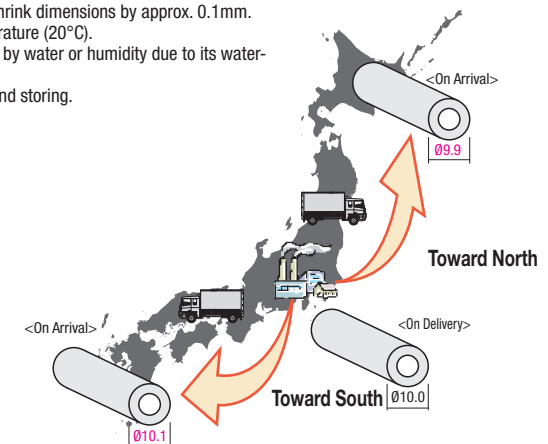 hrink dimensions by approx. 0.1mm.
rature (20°C).
by water or humidity due to its water-
nd storing.
<On Arrival>
Ø9.9
Toward North
<On Arrival>
<On Delivery>
Toward South
Ø10.0
Ø10.1